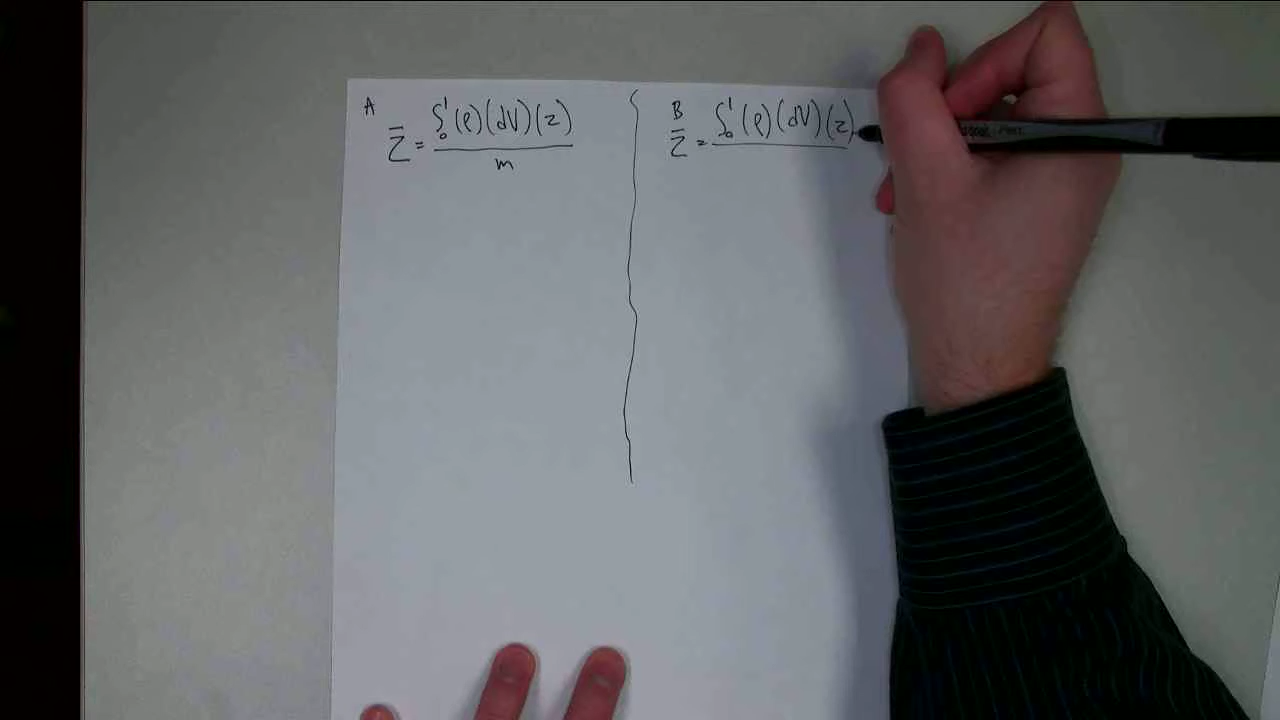 A
z̄ = ∫₀¹(ρ)(dV)(z)
m
B
z̄ = ∫₀¹(ρ)(dV)(z)